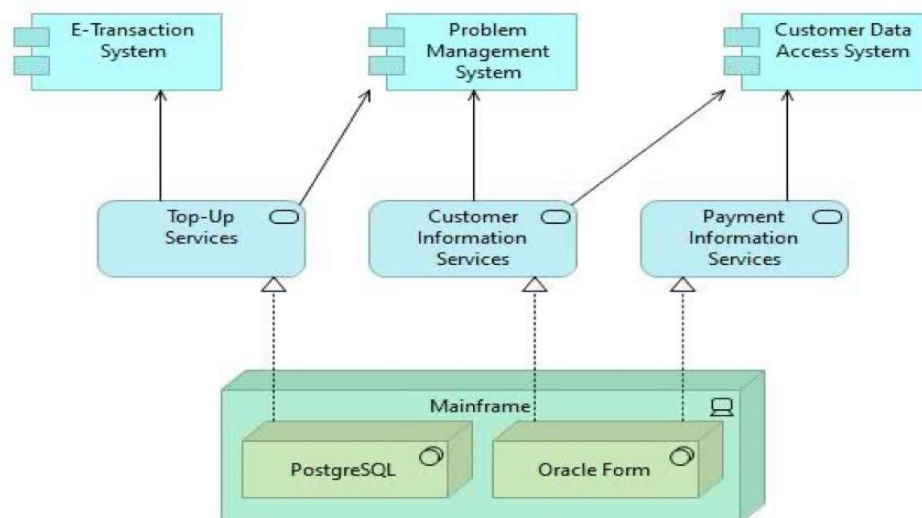 E-Transaction
System
Problem
Management
System
Customer Data
Access System
Top-Up
Services
Customer
Information
Services
Payment
Information
Services
Mainframe
PostgreSQL
Oracle Form